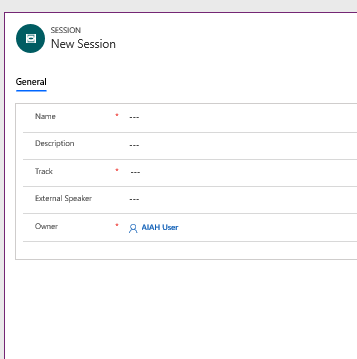 SESSION
New Session
General
Name * ---
Description ---
Track * ---
External Speaker ---
Owner * AIAH User